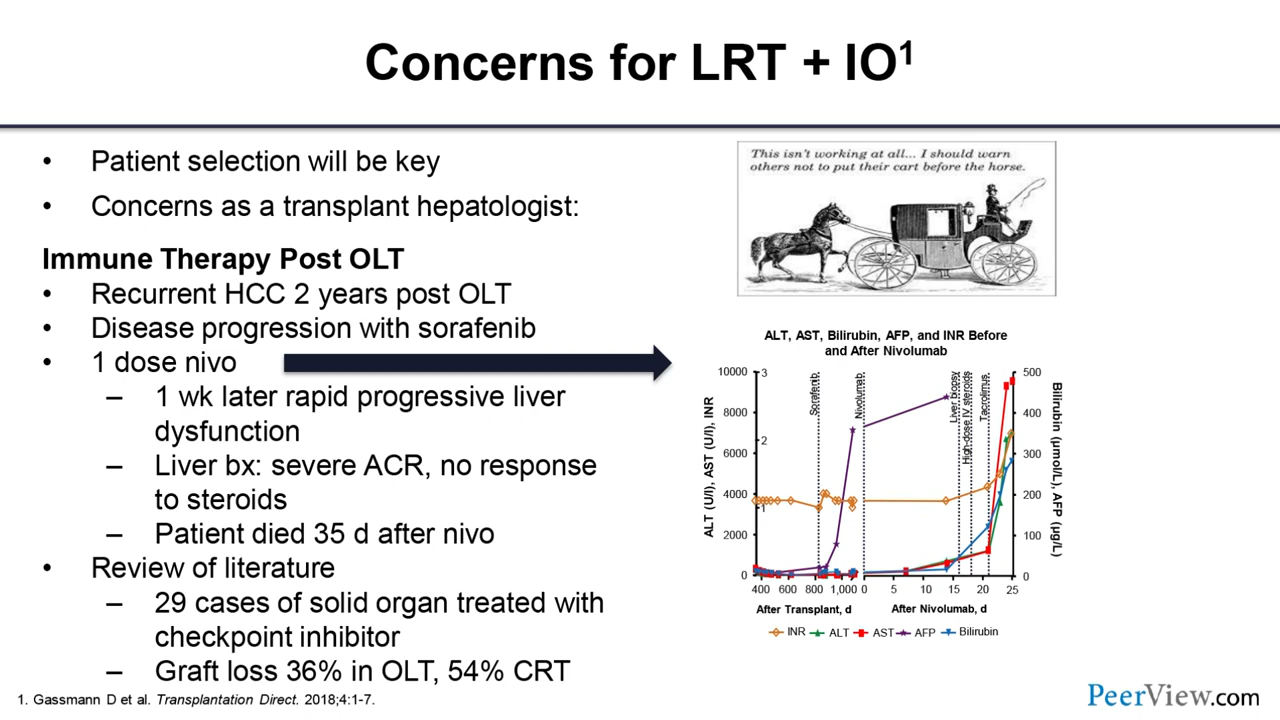 Concerns for LRT + IO1
• Patient selection will be key
• Concerns as a transplant hepatologist:
Immune Therapy Post OLT
• Recurrent HCC 2 years post OLT
• Disease progression with sorafenib
• 1 dose nivo
– 1 wk later rapid progressive liver
dysfunction
– Liver bx: severe ACR, no response
to steroids
– Patient died 35 d after nivo
• Review of literature
– 29 cases of solid organ treated with
checkpoint inhibitor
– Graft loss 36% in OLT, 54% CRT
This isn't working at all... I should warn
others not to put their cart before the horse.
ALT, AST, Bilirubin, AFP, and INR Before
and After Nivolumab
ALT (U/l), AST (U/l), INR
10000
8000
6000
4000
2000
0
3
2
1
Sorafenib
Nivolumab
Liver biopsy
High-dose IV steroids
Tacrolimus
500
400
300
200
100
0
Bilirubin (µmol/L), AFP (µg/L)
400 600 800 1,000 0 5 10 15 20 25
After Transplant, d After Nivolumab, d
INR ALT AST AFP Bilirubin
1. Gassmann D et al. Transplantation Direct. 2018;4:1-7.
PeerView.com